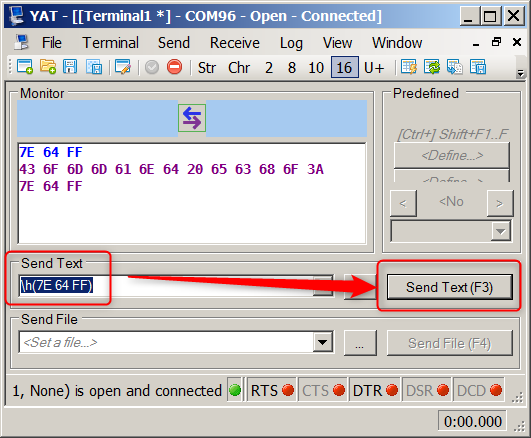 YAT - [[Terminal1 *] - COM96 - Open - Connected]
File Terminal Send Receive Log View Window
Str Chr 2 8 10 16 U+
Monitor
Predefined
7E 64 FF
43 6F 6D 6D 61 6E 64 20 65 63 68 6F 3A
7E 64 FF
[Ctrl+] Shift+F1..F
<Define...>
<Define...>
< <No >
Send Text
\h(7E 64 FF)
Send Text (F3)
Send File
<Set a file...>
...
Send File (F4)
1, None) is open and connected RTS CTS DTR DSR DCD
0:00.000